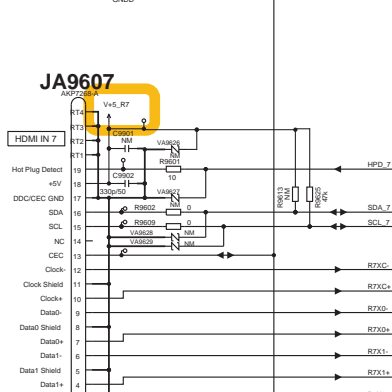 GNDD
JA9607
AKP7268-A
V+5_R7
RT4
RT3
C9901
HDMI IN 7
RT2
NM
VA9626
NM
RT1
R9601
Hot Plug Detect 19
10
HPD_7
C9902
+5V 18
330p/50
VA9627
NM
R9613
NM
R9625
47k
DDC/CEC GND 17
SDA 16
R9602
0
SDA_7
SCL 15
R9609
0
SCL_7
VA9628
NM
NC 14
VA9629
NM
CEC 13
Clock- 12
R7XC-
Clock Shield 11
Clock+ 10
R7XC+
Data0- 9
R7X0-
Data0 Shield 8
Data0+ 7
R7X0+
Data1- 6
R7X1-
Data1 Shield 5
Data1+ 4
R7X1+